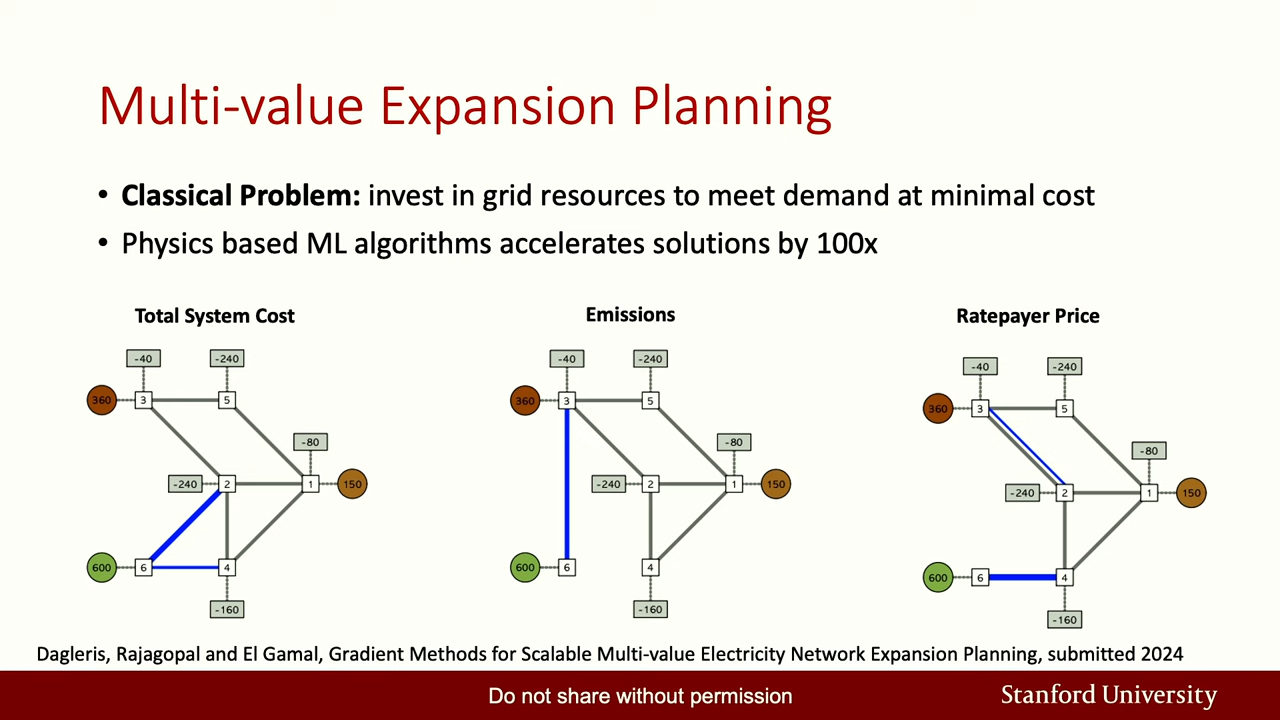 Multi-value Expansion Planning
• Classical Problem: invest in grid resources to meet demand at minimal cost
• Physics based ML algorithms accelerates solutions by 100x
Total System Cost
-40 -240
360 3 5
-80
-240 2 1 150
600 6 4
-160
Emissions
-40 -240
360 3 5
-80
-240 2 1 150
600 6 4
-160
Ratepayer Price
-40 -240
360 3 5
-80
-240 2 1 150
600 6 4
-160
Dagleris, Rajagopal and El Gamal, Gradient Methods for Scalable Multi-value Electricity Network Expansion Planning, submitted 2024
Do not share without permission
Stanford University